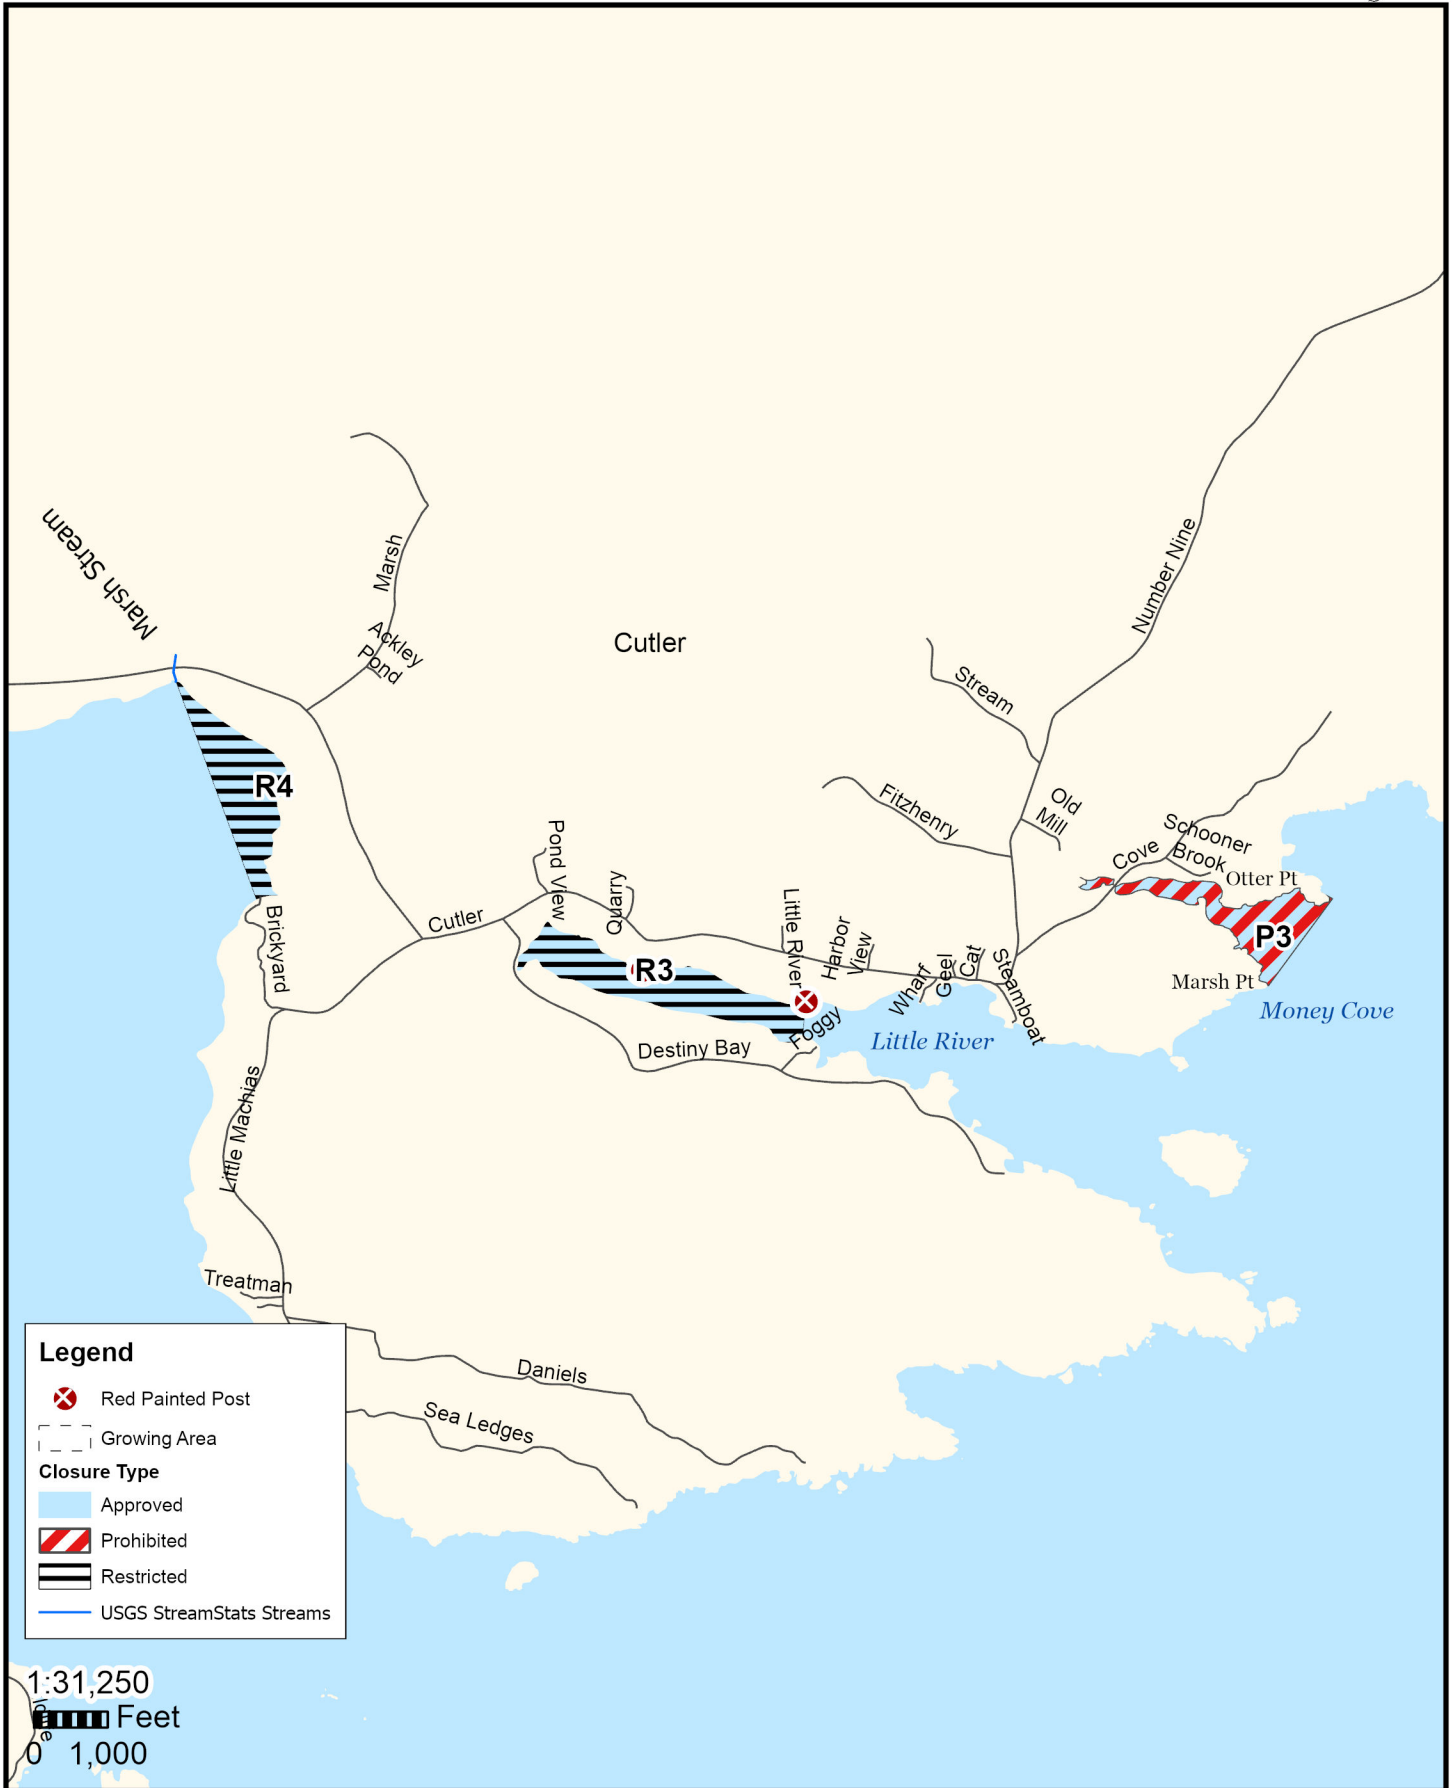 Marsh Stream
Marsh
Ackley
Pond
Cutler
Number Nine
Stream
Old
Mill
Fitzhenry
Schooner
Brook
Cove
Otter Pt
P3
Marsh Pt
Money Cove
R4
Pond View
Quarry
Cutler
Little River
Harbor
View
Wharf
Geel
Cat
Steamboat
R3
Foggy
Little River
Destiny Bay
Brickyard
Little Machias
Treatman
Daniels
Sea Ledges
Legend
Red Painted Post
Growing Area
Closure Type
Approved
Prohibited
Restricted
USGS StreamStats Streams
1:31,250
Feet
0 1,000